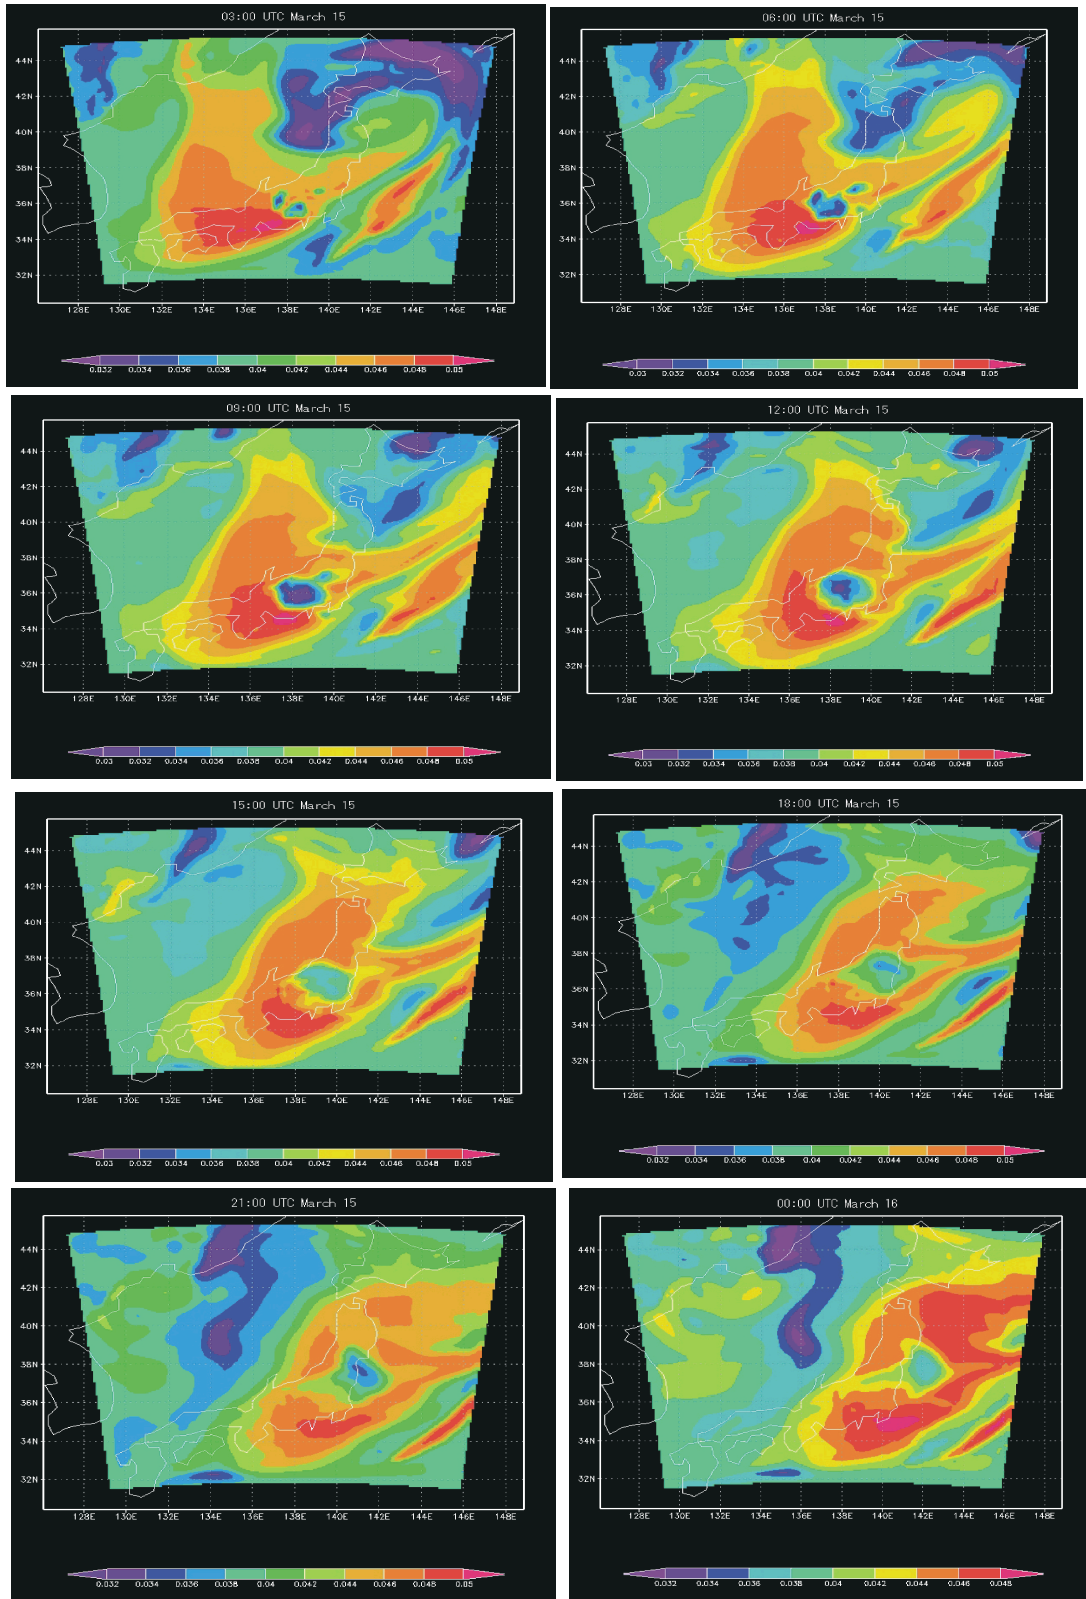 03:00 UTC March 15
44N
42N
40N
38N
36N
34N
32N
128E 130E 132E 134E 136E 138E 140E 142E 144E 146E 148E
0.032 0.034 0.036 0.038 0.04 0.042 0.044 0.046 0.048 0.05
06:00 UTC March 15
44N
42N
40N
38N
36N
34N
32N
128E 130E 132E 134E 136E 138E 140E 142E 144E 146E 148E
0.03 0.032 0.034 0.036 0.038 0.04 0.042 0.044 0.046 0.048 0.05
09:00 UTC March 15
44N
42N
40N
38N
36N
34N
32N
128E 130E 132E 134E 136E 138E 140E 142E 144E 146E 148E
0.03 0.032 0.034 0.036 0.038 0.04 0.042 0.044 0.046 0.048 0.05
12:00 UTC March 15
44N
42N
40N
38N
36N
34N
32N
128E 130E 132E 134E 136E 138E 140E 142E 144E 146E 148E
0.03 0.032 0.034 0.036 0.038 0.04 0.042 0.044 0.046 0.048 0.05
15:00 UTC March 15
44N
42N
40N
38N
36N
34N
32N
128E 130E 132E 134E 136E 138E 140E 142E 144E 146E 148E
0.03 0.032 0.034 0.036 0.038 0.04 0.042 0.044 0.046 0.048 0.05
18:00 UTC March 15
44N
42N
40N
38N
36N
34N
32N
128E 130E 132E 134E 136E 138E 140E 142E 144E 146E 148E
0.032 0.034 0.036 0.038 0.04 0.042 0.044 0.046 0.048 0.05
21:00 UTC March 15
44N
42N
40N
38N
36N
34N
32N
128E 130E 132E 134E 136E 138E 140E 142E 144E 146E 148E
0.032 0.034 0.036 0.038 0.04 0.042 0.044 0.046 0.048 0.05
00:00 UTC March 16
44N
42N
40N
38N
36N
34N
32N
128E 130E 132E 134E 136E 138E 140E 142E 144E 146E 148E
0.032 0.034 0.036 0.038 0.04 0.042 0.044 0.046 0.048